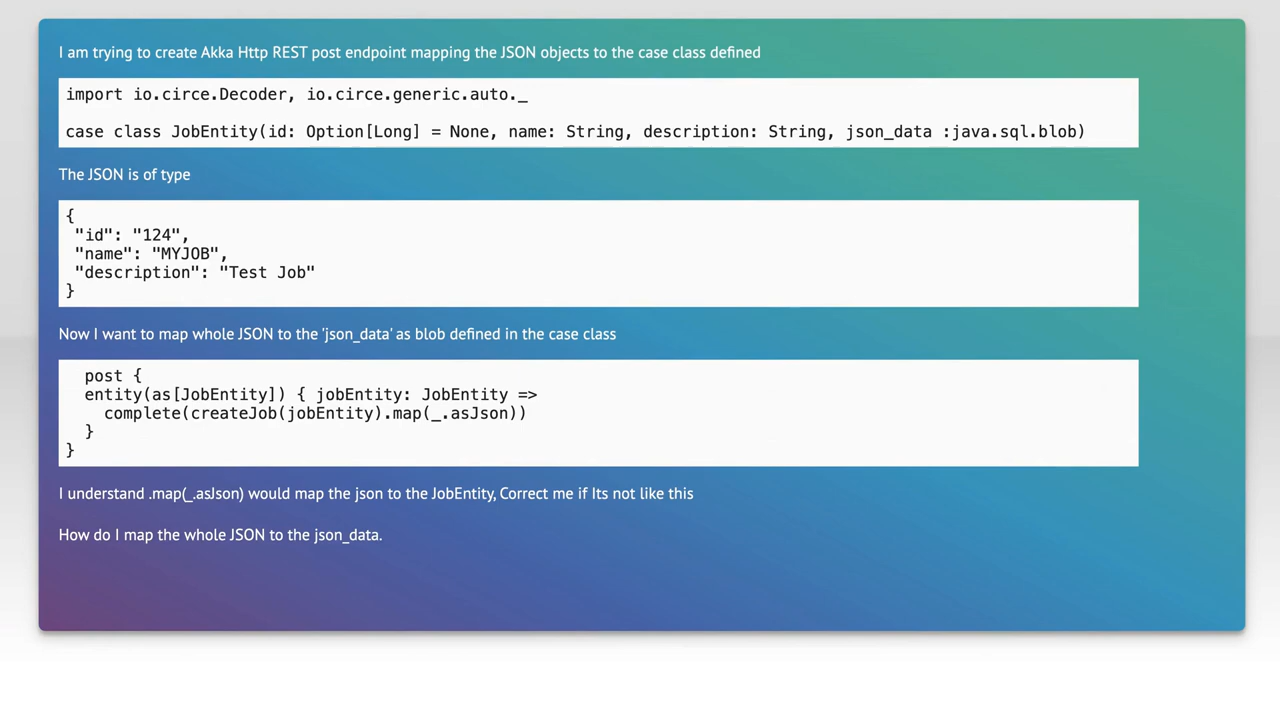 I am trying to create Akka Http REST post endpoint mapping the JSON objects to the case class defined
import io.circe.Decoder, io.circe.generic.auto._
case class JobEntity(id: Option[Long] = None, name: String, description: String, json_data :java.sql.blob)
The JSON is of type
{
 "id": "124",
 "name": "MYJOB",
 "description": "Test Job"
}
Now I want to map whole JSON to the 'json_data' as blob defined in the case class
  post {
  entity(as[JobEntity]) { jobEntity: JobEntity =>
    complete(createJob(jobEntity).map(_.asJson))
  }
}
I understand .map(_.asJson) would map the json to the JobEntity, Correct me if Its not like this
How do I map the whole JSON to the json_data.